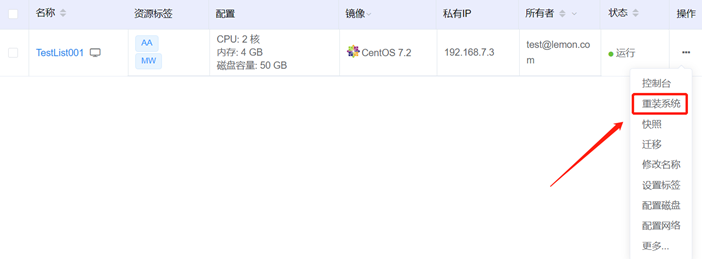 名称 资源标签 配置 镜像 私有IP 所有者 状态 操作
TestList001
AA
MW
CPU: 2 核
内存: 4 GB
磁盘容量: 50 GB
CentOS 7.2
192.168.7.3
test@lemon.co
m
运行
控制台
重装系统
快照
迁移
修改名称
设置标签
配置磁盘
配置网络
更多...